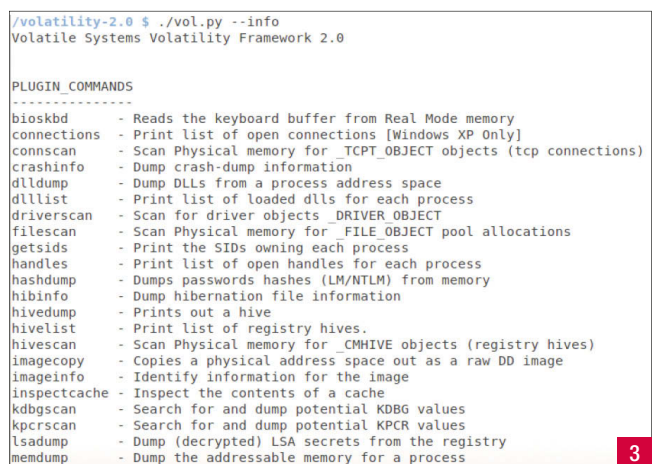 /volatility-2.0 $ ./vol.py --info
Volatile Systems Volatility Framework 2.0
PLUGIN_COMMANDS
---------------
bioskbd - Reads the keyboard buffer from Real Mode memory
connections - Print list of open connections [Windows XP Only]
connscan - Scan Physical memory for _TCPT_OBJECT objects (tcp connections)
crashinfo - Dump crash-dump information
dlldump - Dump DLLs from a process address space
dlllist - Print list of loaded dlls for each process
driverscan - Scan for driver objects _DRIVER_OBJECT
filescan - Scan Physical memory for _FILE_OBJECT pool allocations
getsids - Print the SIDs owning each process
handles - Print list of open handles for each process
hashdump - Dumps passwords hashes (LM/NTLM) from memory
hibinfo - Dump hibernation file information
hivedump - Prints out a hive
hivelist - Print list of registry hives.
hivescan - Scan Physical memory for _CMHIVE objects (registry hives)
imagecopy - Copies a physical address space out as a raw DD image
imageinfo - Identify information for the image
inspectcache - Inspect the contents of a cache
kdbgscan - Search for and dump potential KDBG values
kpcrscan - Search for and dump potential KPCR values
lsadump - Dump (decrypted) LSA secrets from the registry
memdump - Dump the addressable memory for a process
3